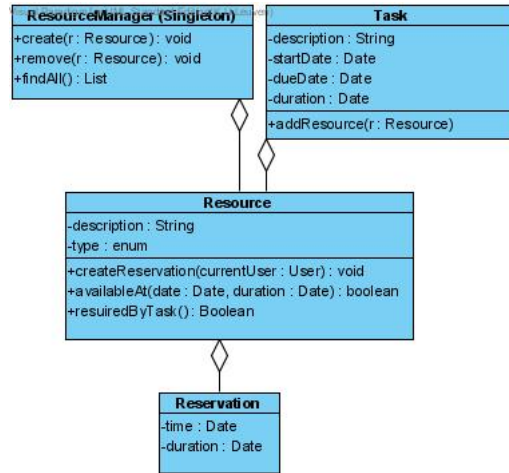 ResourceManager (Singleton)
+create(r : Resource) : void
+remove(r : Resource) : void
+findAll() : List
Task
-description : String
-startDate : Date
-dueDate : Date
-duration : Date
+addResource(r : Resource)
Resource
-description : String
-type : enum
+createReservation(currentUser : User) : void
+availableAt(date : Date, duration : Date) : boolean
+resuiredByTask() : Boolean
Reservation
-time : Date
-duration : Date